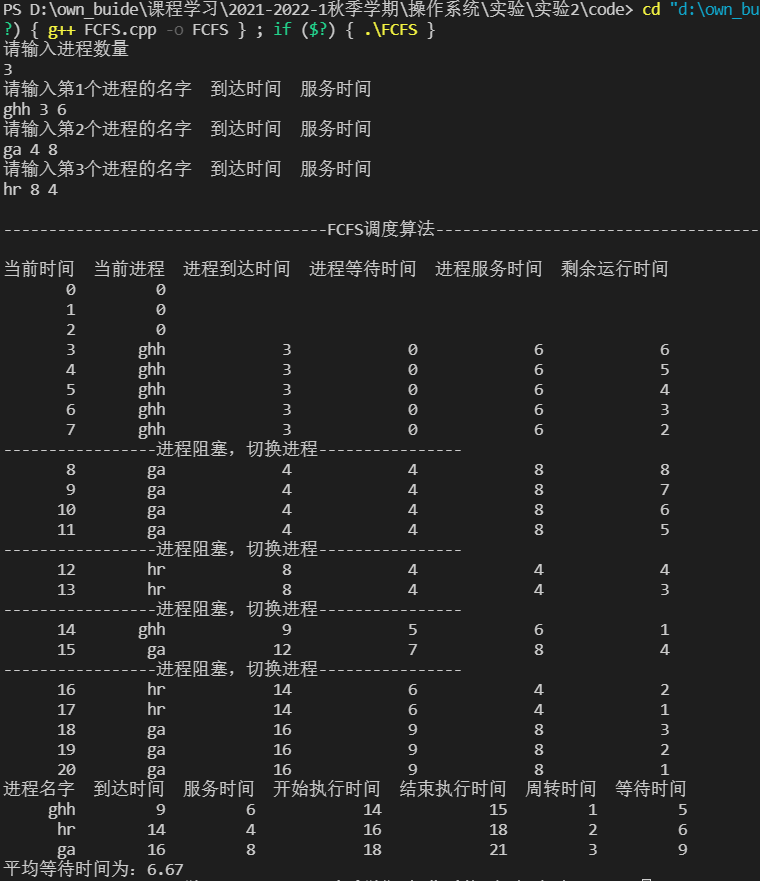 PS D:\own_buide\课程学习\2021-2022-1秋季学期\操作系统\实验\实验2\code> cd "d:\own_bu
?) { g++ FCFS.cpp -o FCFS } ; if ($?) { .\FCFS }
请输入进程数量
3
请输入第1个进程的名字  到达时间  服务时间
ghh 3 6
请输入第2个进程的名字  到达时间  服务时间
ga 4 8
请输入第3个进程的名字  到达时间  服务时间
hr 8 4
------------------------------------FCFS调度算法------------------------------------
当前时间  当前进程  进程到达时间  进程等待时间  进程服务时间  剩余运行时间
0 0
1 0
2 0
3 ghh 3 0 6 6
4 ghh 3 0 6 5
5 ghh 3 0 6 4
6 ghh 3 0 6 3
7 ghh 3 0 6 2
-----------------进程阻塞，切换进程----------------
8 ga 4 4 8 8
9 ga 4 4 8 7
10 ga 4 4 8 6
11 ga 4 4 8 5
-----------------进程阻塞，切换进程----------------
12 hr 8 4 4 4
13 hr 8 4 4 3
-----------------进程阻塞，切换进程----------------
14 ghh 9 5 6 1
15 ga 12 7 8 4
-----------------进程阻塞，切换进程----------------
16 hr 14 6 4 2
17 hr 14 6 4 1
18 ga 16 9 8 3
19 ga 16 9 8 2
20 ga 16 9 8 1
进程名字  到达时间  服务时间  开始执行时间  结束执行时间  周转时间  等待时间
ghh 9 6 14 15 1 5
hr 14 4 16 18 2 6
ga 16 8 18 21 3 9
平均等待时间为: 6.67